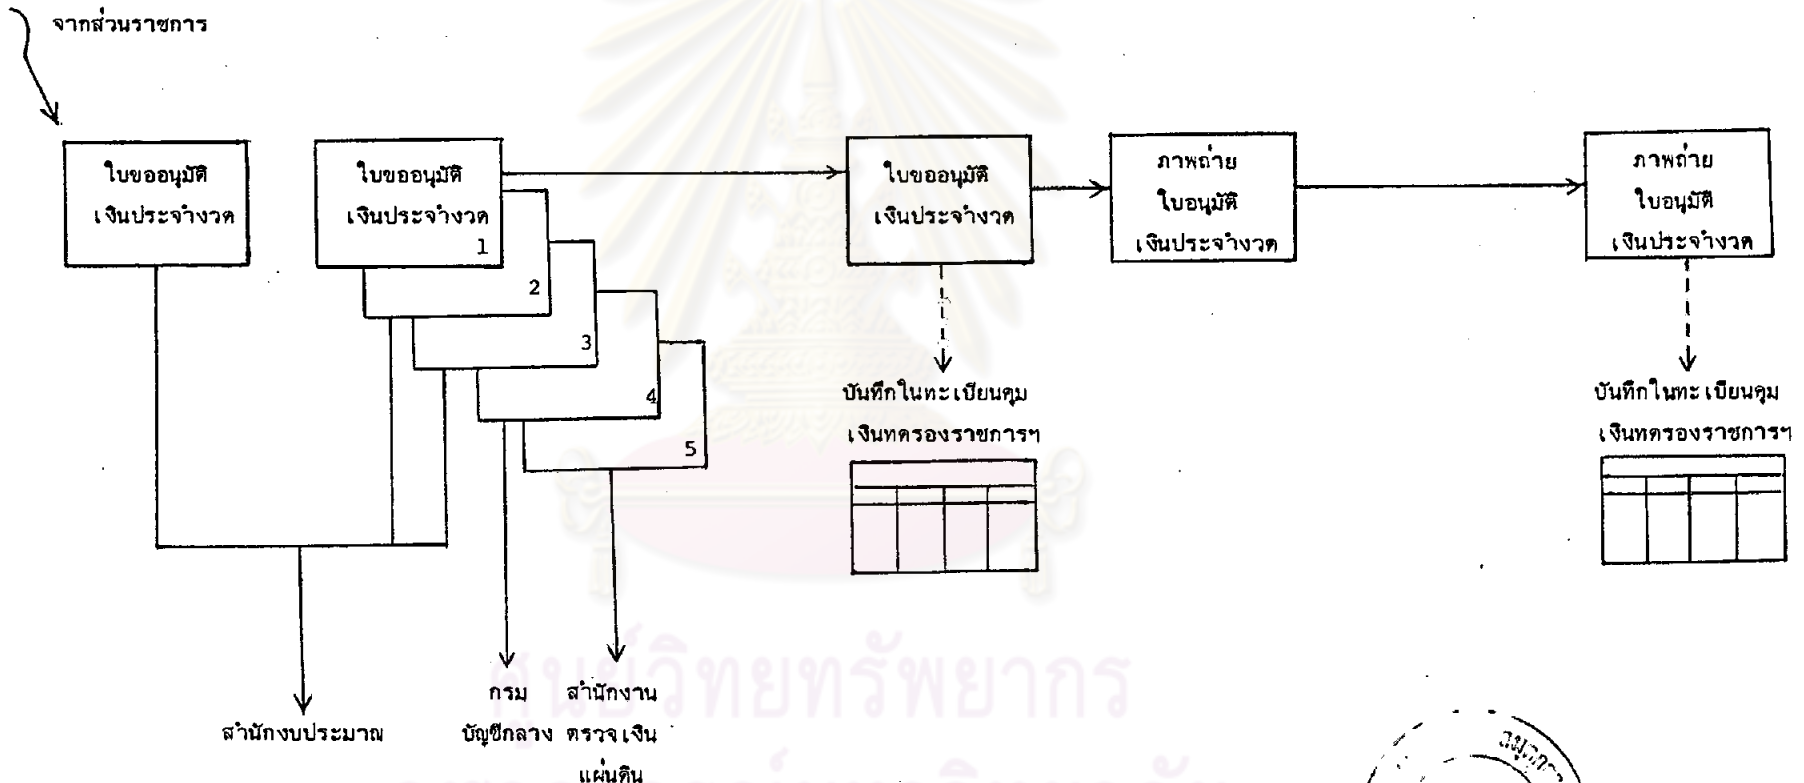 จากส่วนราชการ
ใบขออนุมัติ
เงินประจำงวด
ใบขออนุมัติ
เงินประจำงวด
1
2
3
4
5
ใบขออนุมัติ
เงินประจำงวด
ภาพถ่าย
ใบอนุมัติ
เงินประจำงวด
ภาพถ่าย
ใบอนุมัติ
เงินประจำงวด
บันทึกในทะเบียนคุม
เงินทดรองราชการฯ
บันทึกในทะเบียนคุม
เงินทดรองราชการฯ
สำนักงบประมาณ
กรม
บัญชีกลาง
สำนักงาน
ตรวจเงิน
แผ่นดิน
ศูนย์วิทยทรัพยากร